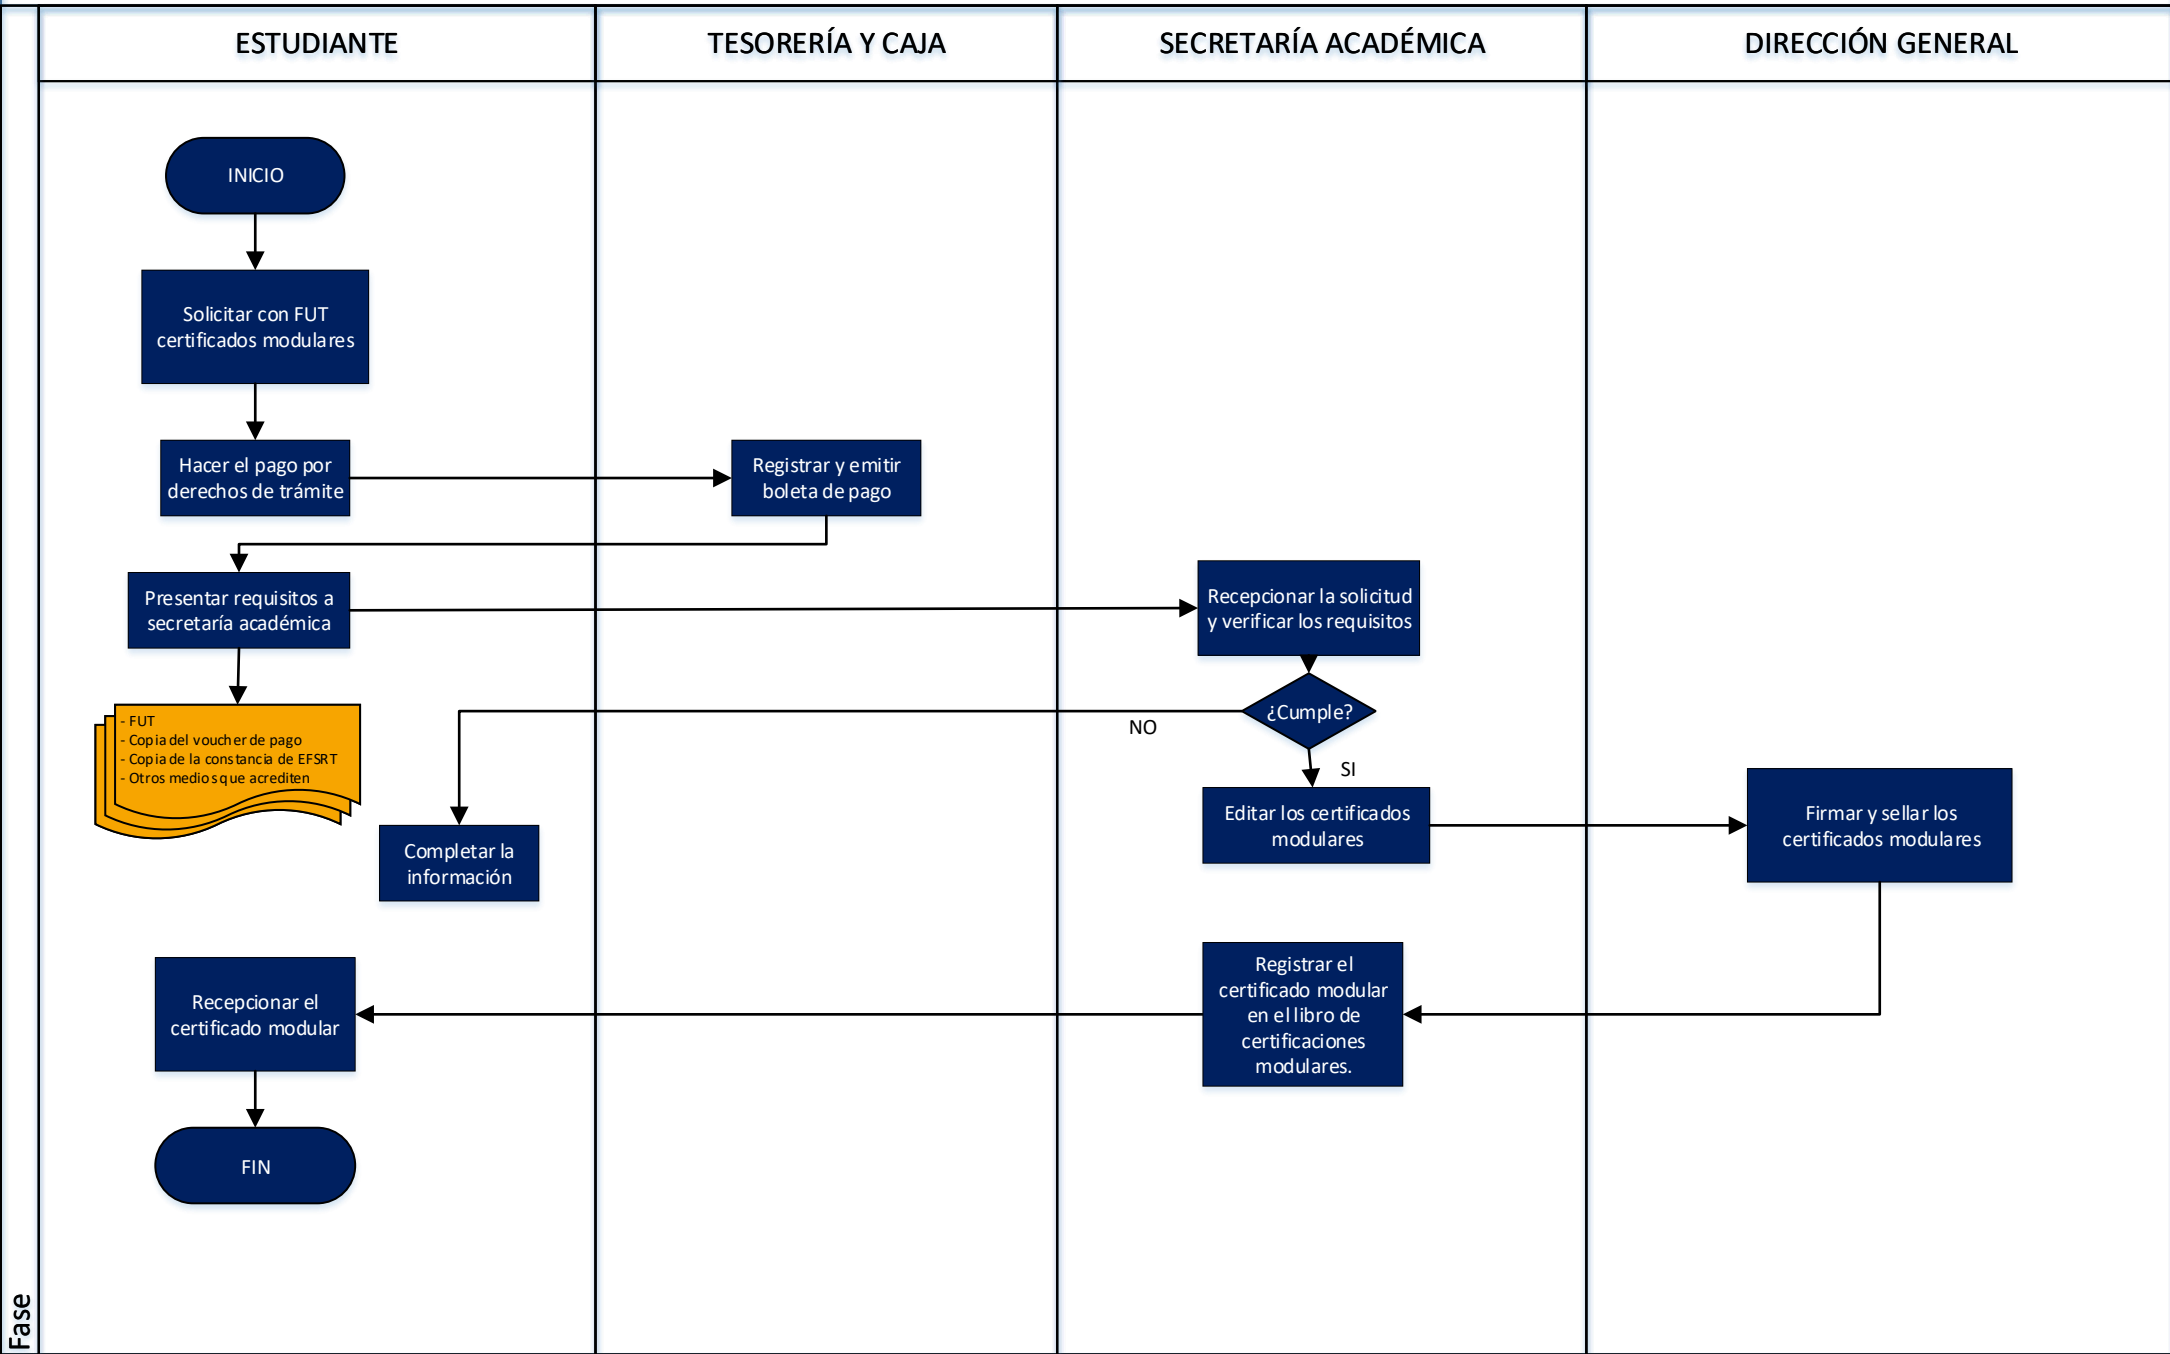 ESTUDIANTE
TESORERÍA Y CAJA
SECRETARÍA ACADÉMICA
DIRECCIÓN GENERAL
INICIO
Solicitar con FUT
certificados modulares
Hacer el pago por
derechos de trámite
Registrar y emitir
boleta de pago
Presentar requisitos a
secretaría académica
Recepcionar la solicitud
y verificar los requisitos
- FUT
- Copia del voucher de pago
- Copia de la constancia de EFSRT
- Otros medios que acrediten
¿Cumple?
NO
SI
Completar la
información
Editar los certificados
modulares
Firmar y sellar los
certificados modulares
Registrar el
certificado modular
en el libro de
certificaciones
modulares.
Recepcionar el
certificado modular
FIN
Fase